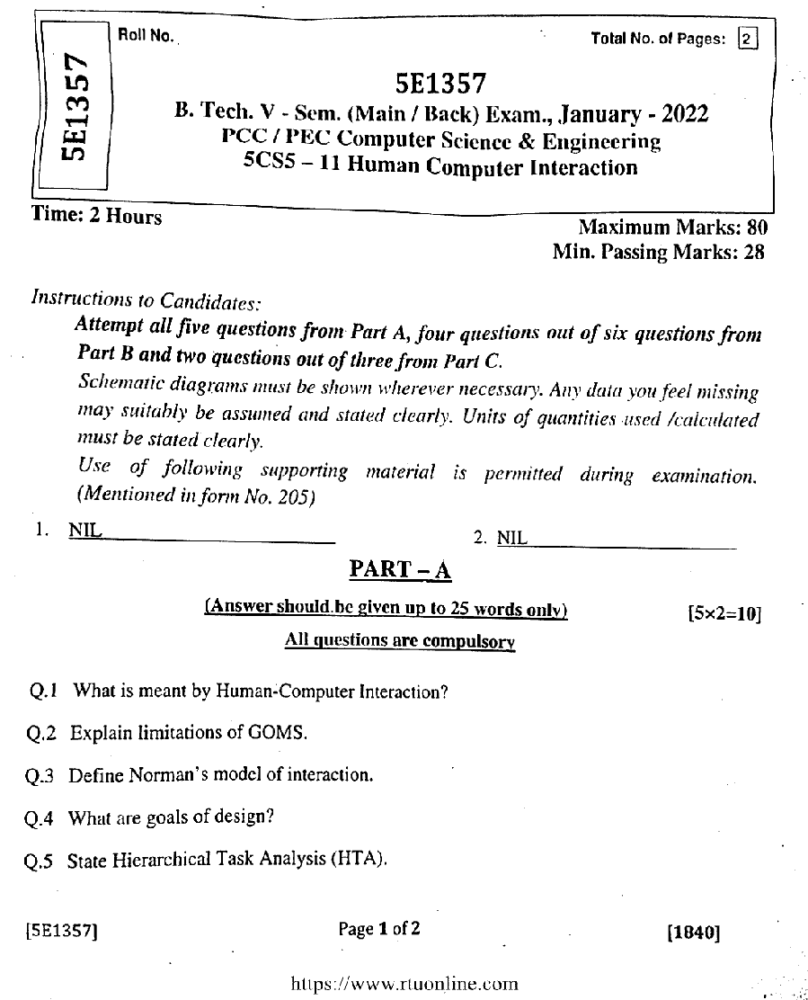 Roll No.
Total No. of Pages: 2
5E1357
5E1357
B. Tech. V - Sem. (Main / Back) Exam., January - 2022
PCC / PEC Computer Science & Engineering
5CS5 – 11 Human Computer Interaction
Time: 2 Hours
Maximum Marks: 80
Min. Passing Marks: 28
Instructions to Candidates:
Attempt all five questions from Part A, four questions out of six questions from
Part B and two questions out of three from Part C.
Schematic diagrams must be shown wherever necessary. Any data you feel missing
may suitably be assumed and stated clearly. Units of quantities used /calculated
must be stated clearly.
Use of following supporting material is permitted during examination.
(Mentioned in form No. 205)
1. NIL
2. NIL
PART – A
(Answer should be given up to 25 words only)
[5×2=10]
All questions are compulsory
Q.1 What is meant by Human-Computer Interaction?
Q.2 Explain limitations of GOMS.
Q.3 Define Norman's model of interaction.
Q.4 What are goals of design?
Q.5 State Hierarchical Task Analysis (HTA).
[5E1357]
Page 1 of 2
[1840]
https://www.rtuonline.com